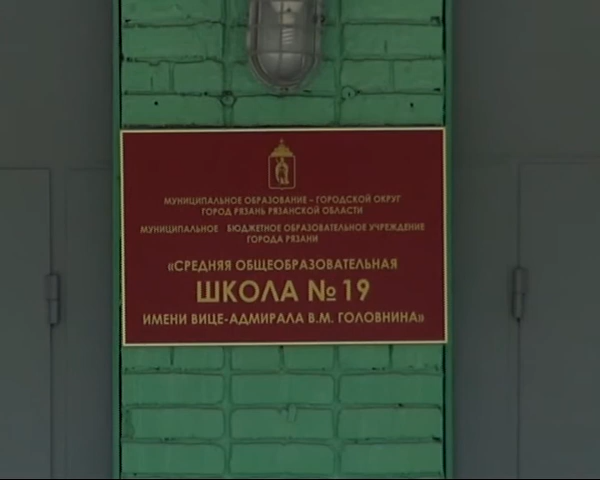 МУНИЦИПАЛЬНОЕ ОБРАЗОВАНИЕ – ГОРОДСКОЙ ОКРУГ
ГОРОД РЯЗАНЬ РЯЗАНСКОЙ ОБЛАСТИ
МУНИЦИПАЛЬНОЕ БЮДЖЕТНОЕ ОБРАЗОВАТЕЛЬНОЕ УЧРЕЖДЕНИЕ
ГОРОДА РЯЗАНИ
«СРЕДНЯЯ ОБЩЕОБРАЗОВАТЕЛЬНАЯ
ШКОЛА № 19
ИМЕНИ ВИЦЕ-АДМИРАЛА В.М. ГОЛОВНИНА»